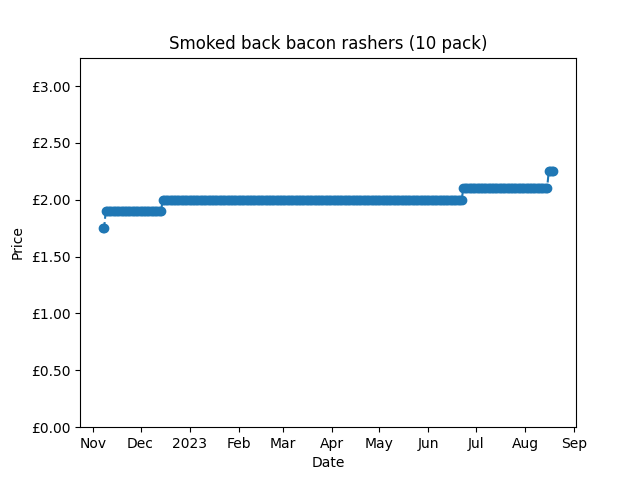 Smoked back bacon rashers (10 pack)
£3.00
£2.50
£2.00
£1.50
£1.00
£0.50
£0.00
Price
Nov Dec 2023 Feb Mar Apr May Jun Jul Aug Sep
Date